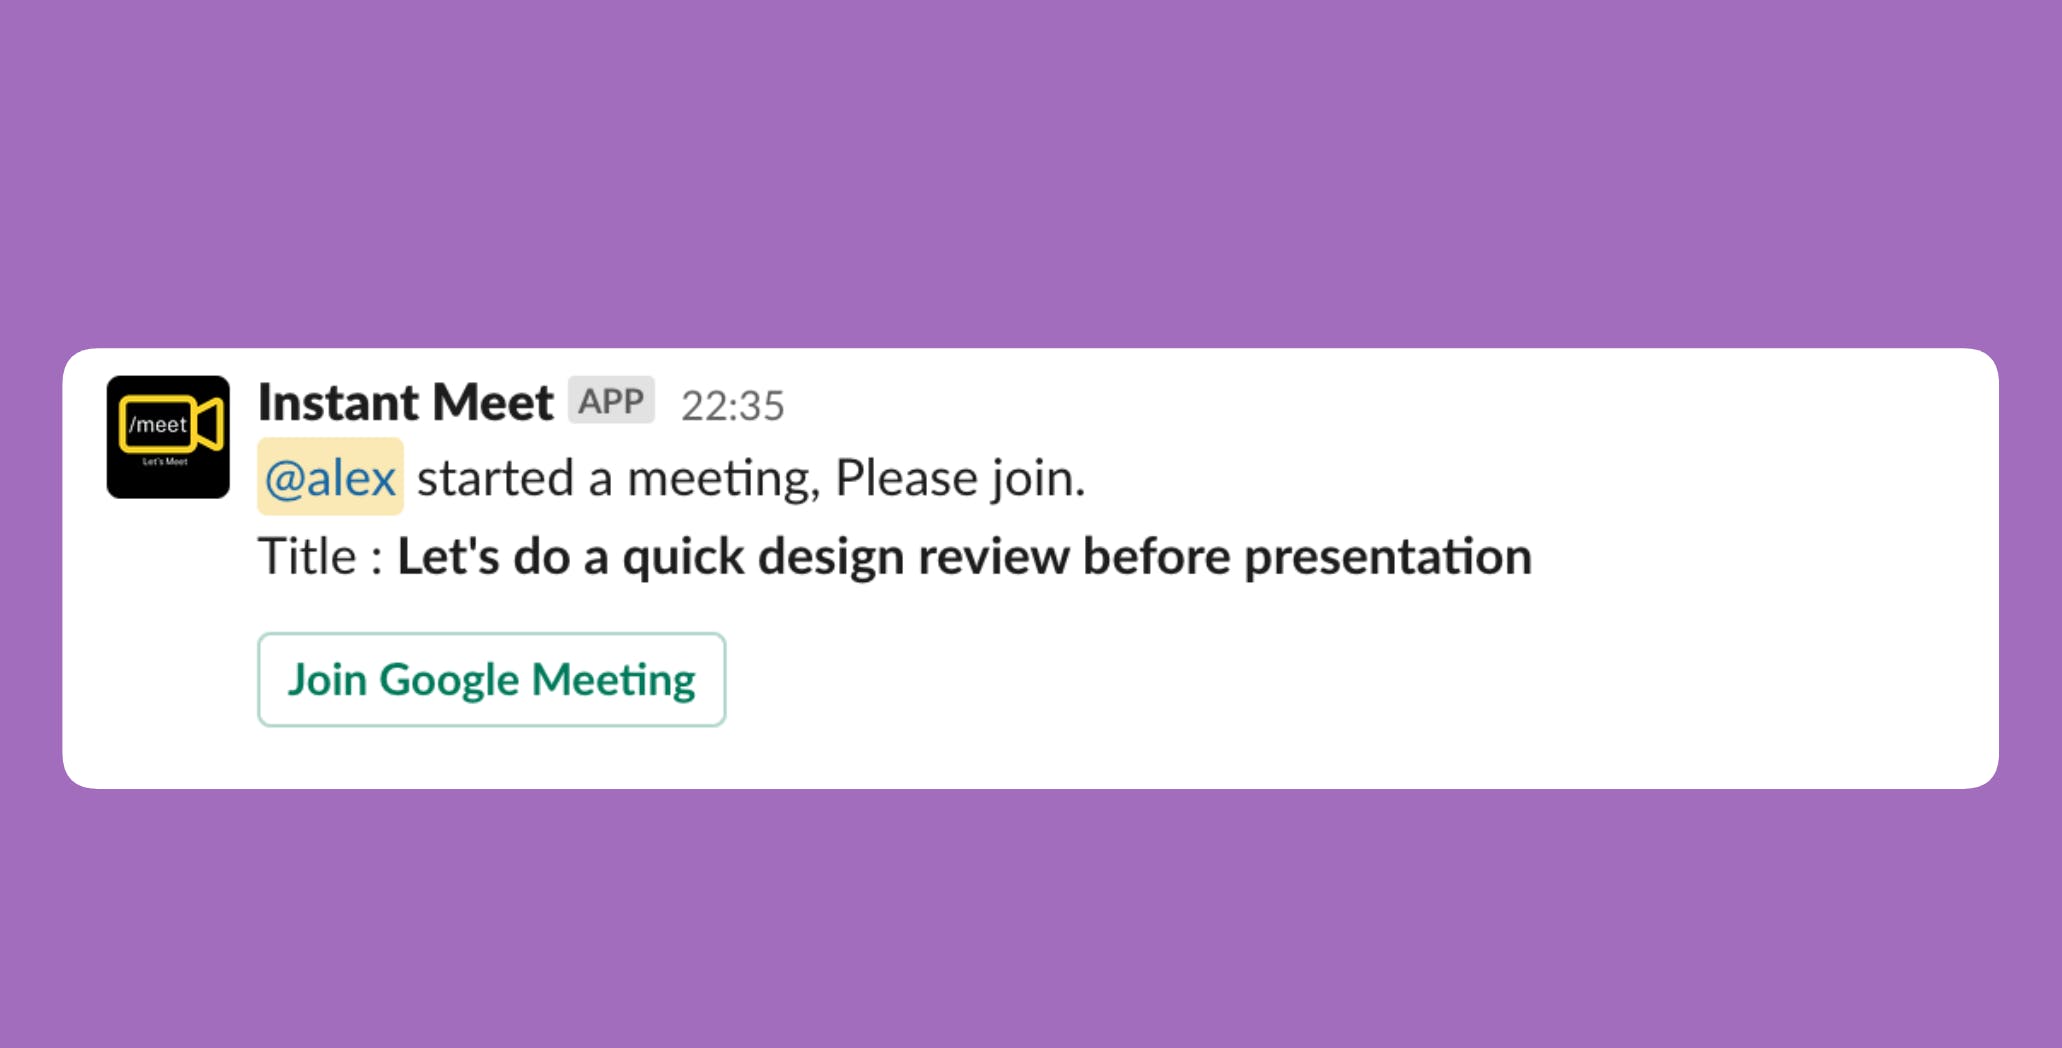 /meet
Let's Meet
Instant Meet APP 22:35
@alex started a meeting, Please join.
Title : Let's do a quick design review before presentation
Join Google Meeting